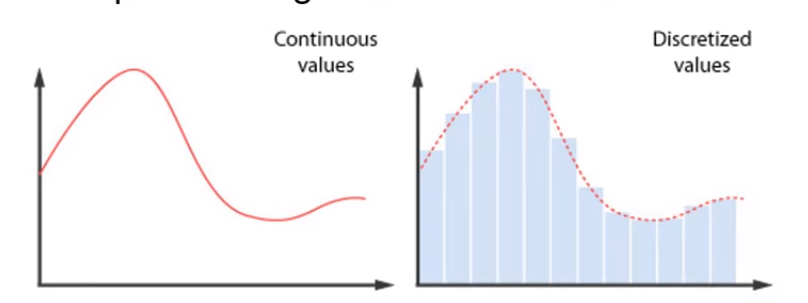 Continuous
values
Discretized
values